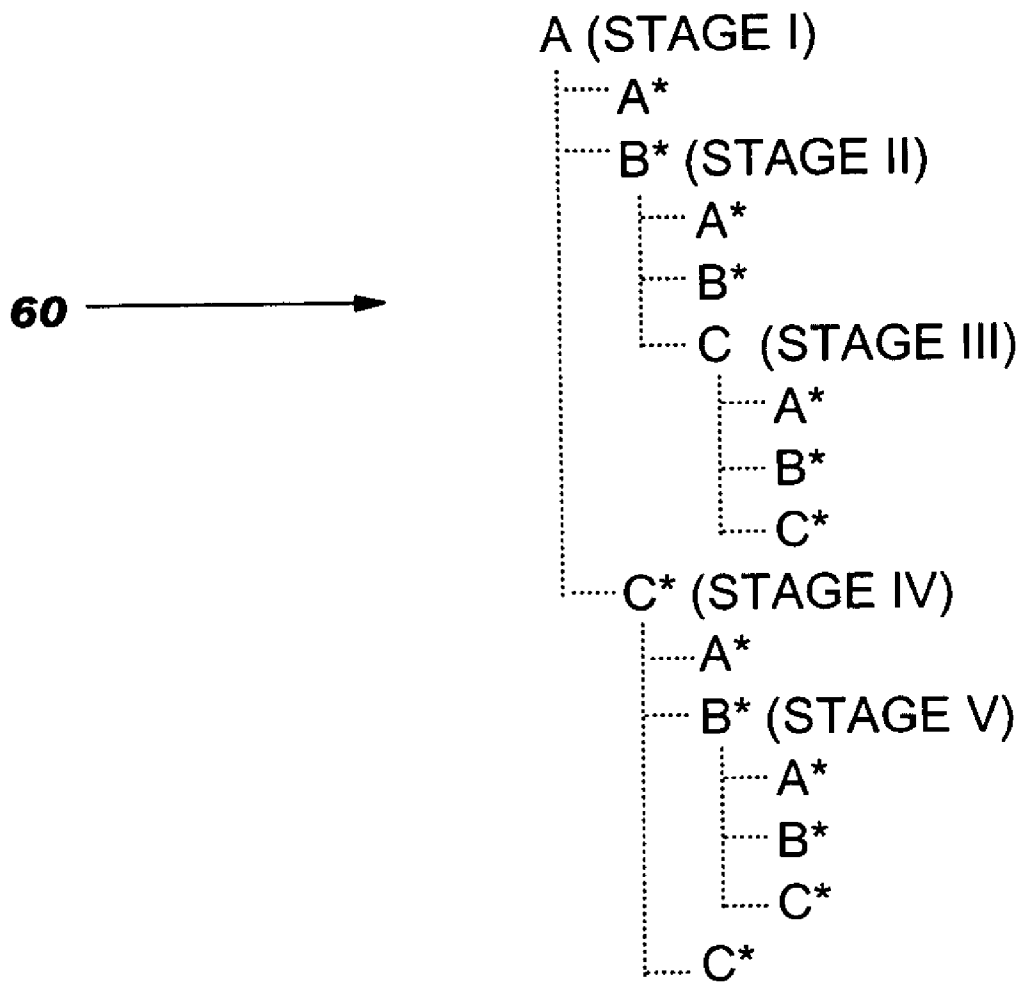 A (STAGE I)
A*
B* (STAGE II)
A*
B*
60
C (STAGE III)
A*
B*
C*
C* (STAGE IV)
A*
B* (STAGE V)
A*
B*
C*
C*